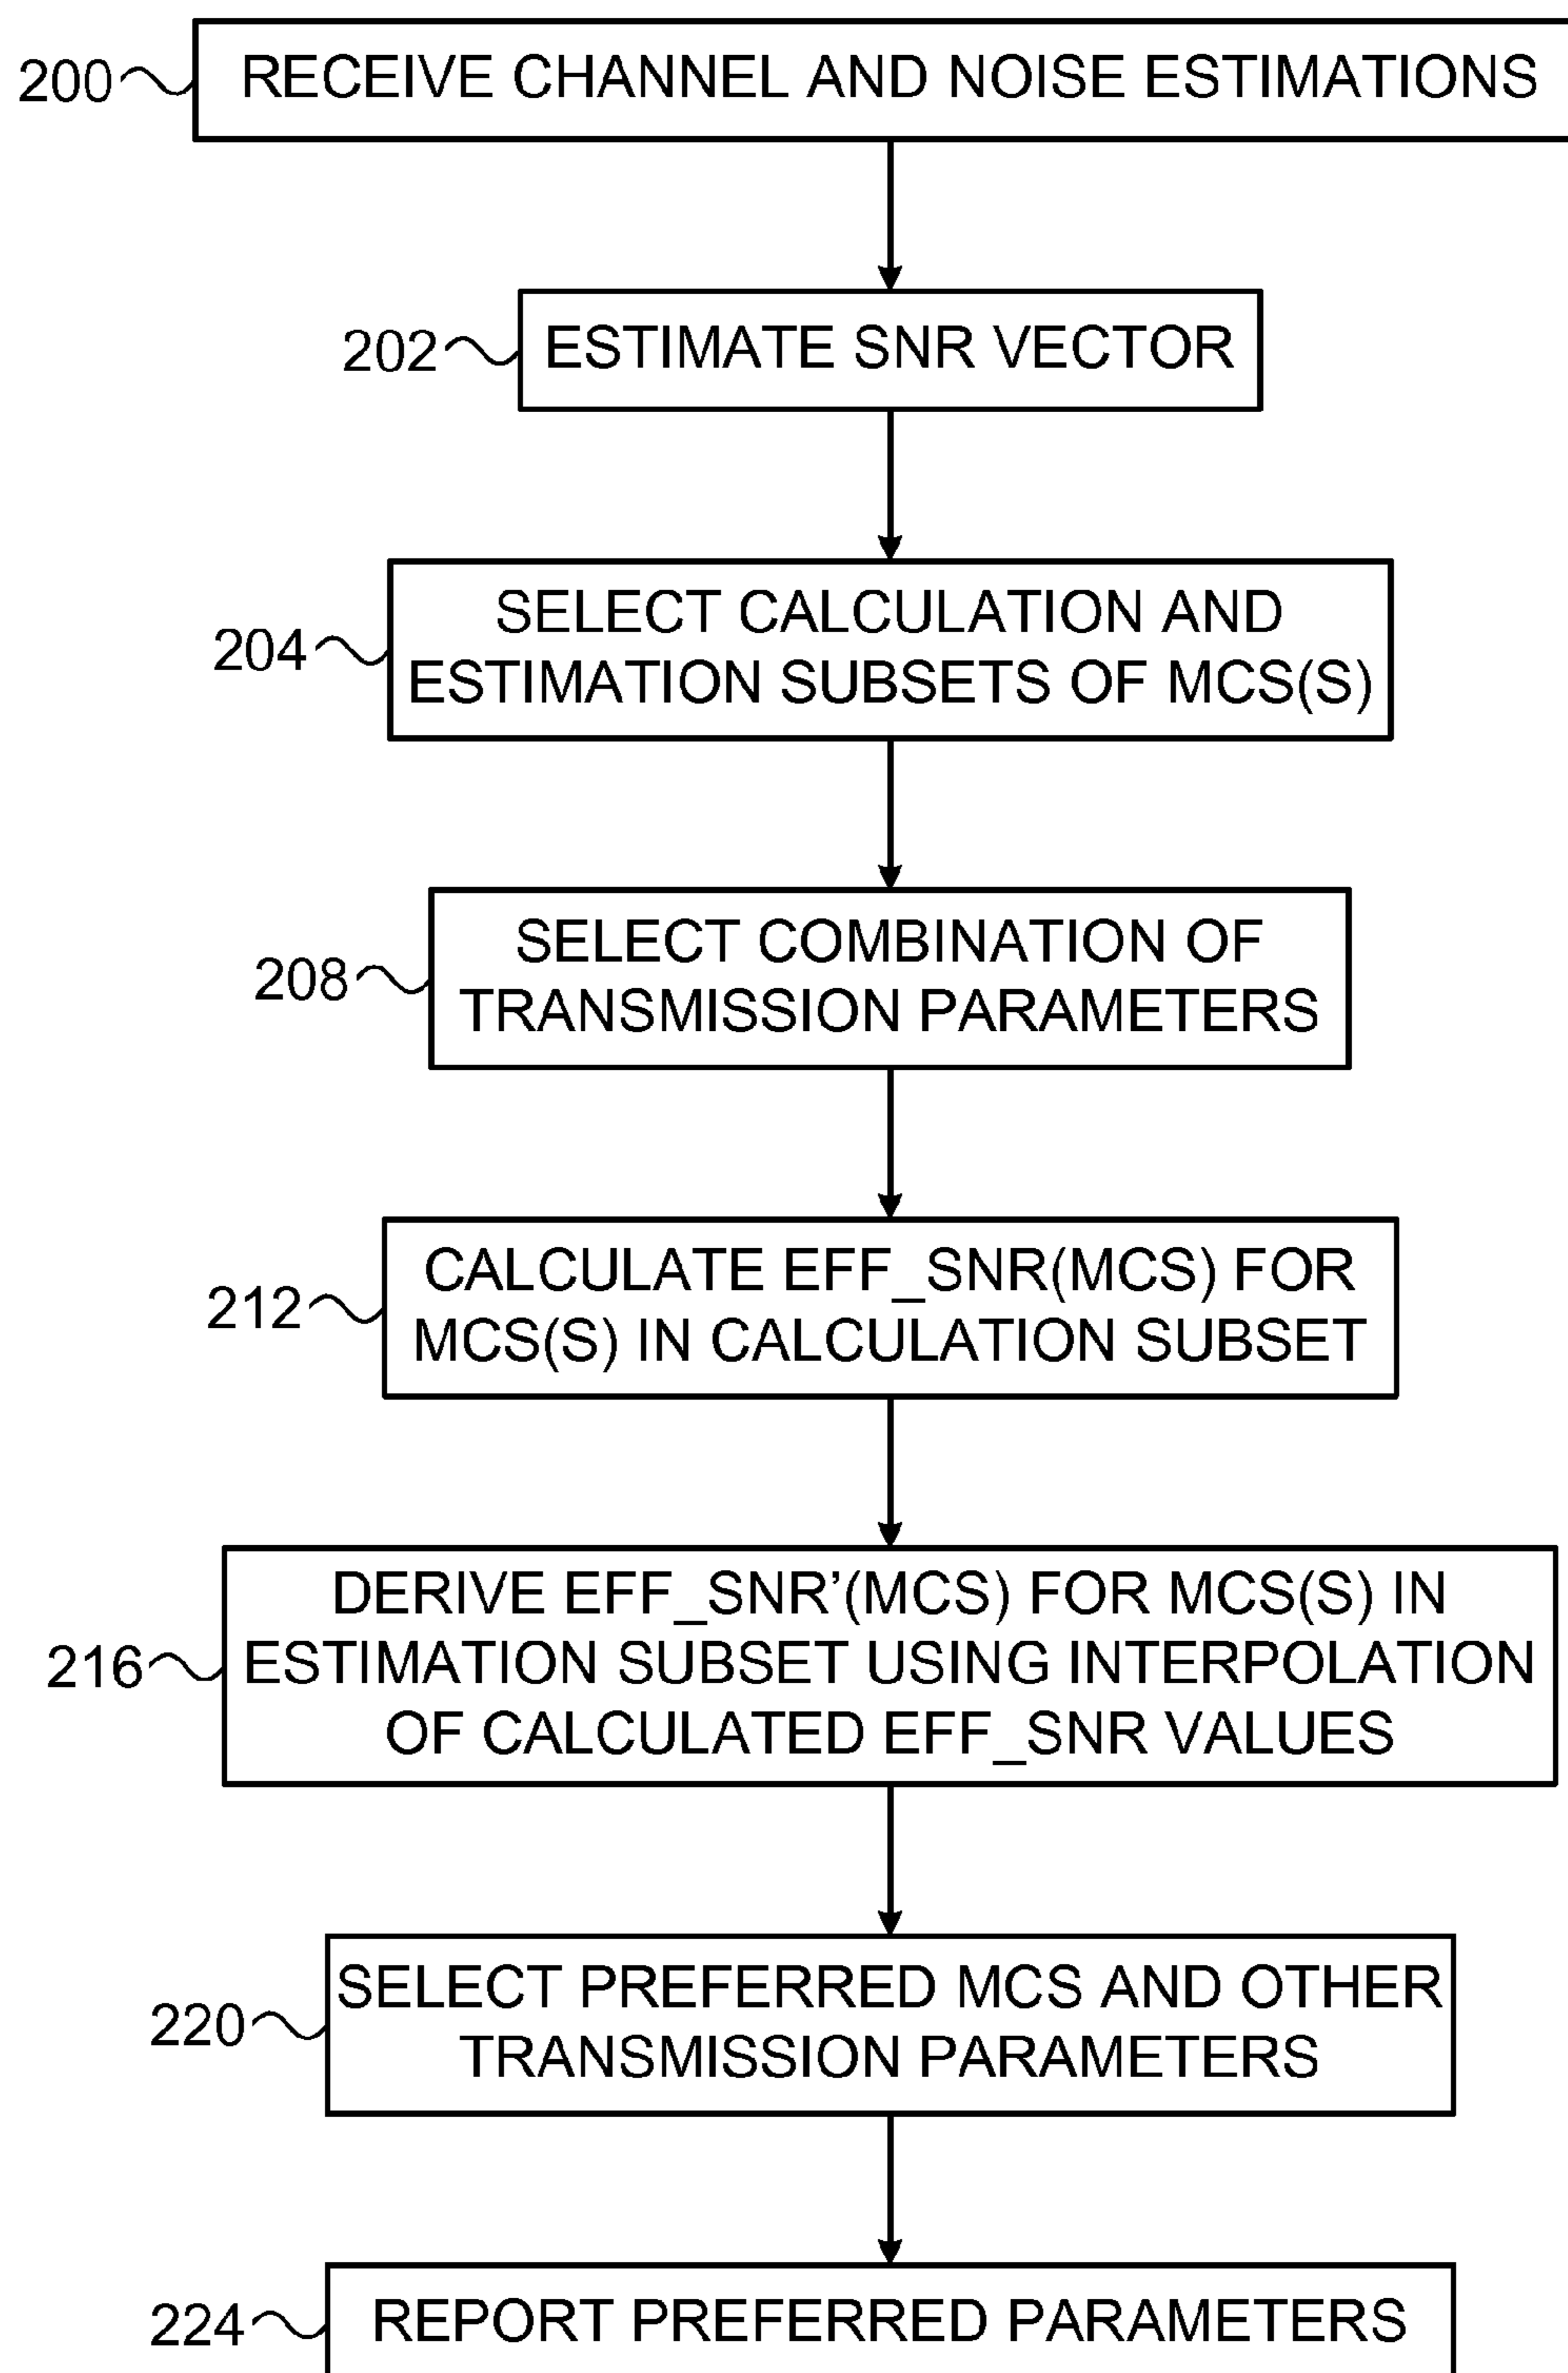 200 RECEIVE CHANNEL AND NOISE ESTIMATIONS
202 ESTIMATE SNR VECTOR
204 SELECT CALCULATION AND
ESTIMATION SUBSETS OF MCS(S)
208 SELECT COMBINATION OF
TRANSMISSION PARAMETERS
212 CALCULATE EFF_SNR(MCS) FOR
MCS(S) IN CALCULATION SUBSET
216 DERIVE EFF_SNR’(MCS) FOR MCS(S) IN
ESTIMATION SUBSET USING INTERPOLATION
OF CALCULATED EFF_SNR VALUES
220 SELECT PREFERRED MCS AND OTHER
TRANSMISSION PARAMETERS
224 REPORT PREFERRED PARAMETERS